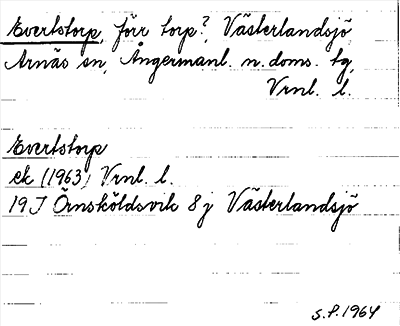 Evertstorp, förr torp?, Västerlandsjö
Arnäs sn, Ångermanl. n. doms. tg,
Vrnl. l.
Evertstorp
ek (1963) Vrnl. l.
19 J Örnsköldsvik 8 j Västerlandsjö
S.P. 1964